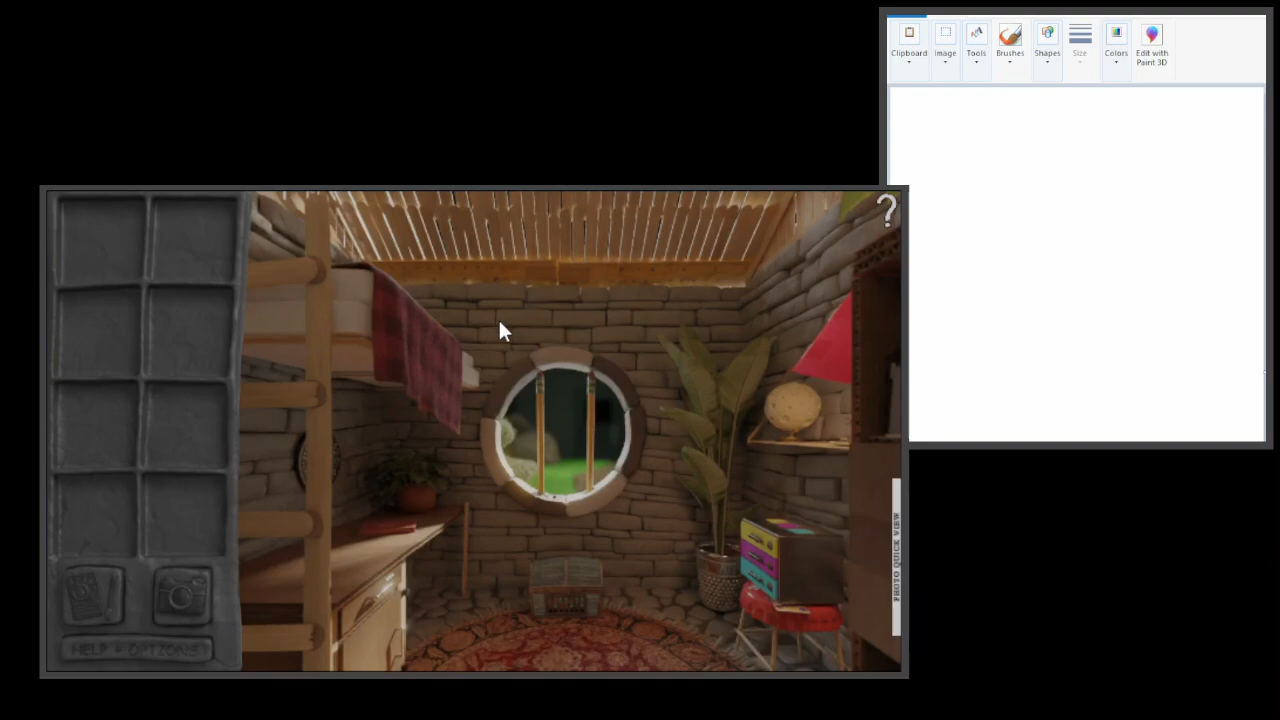 Clipboard Image Tools Brushes Shapes Size Colors Edit with
Paint 3D
?
PHOTO QUICK VIEW
HELP + OPTIONS